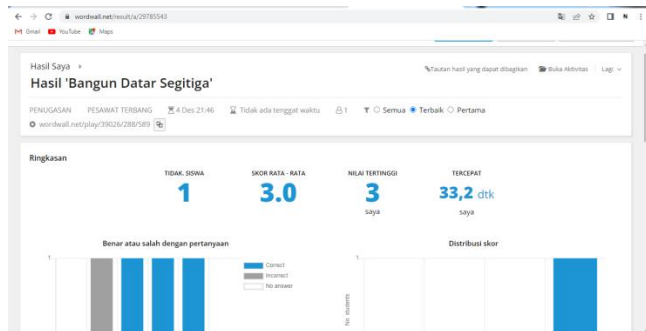 wordwall.net/result/a/29785543
N
Gmail YouTube Maps
Hasil Saya
Tautan hasil yang dapat dibagikan Buka Aktivitas Lagi
Hasil 'Bangun Datar Segitiga'
PENUGASAN PESAWAT TERBANG 4 Des 21:46 Tidak ada tenggat waktu 1 Semua Terbaik Pertama
wordwall.net/play/39026/288/589
Ringkasan
TIDAK. SISWA SKOR RATA - RATA NILAI TERTINGGI TERCEPAT
1 3.0 3 33,2 dtk
saya saya
Benar atau salah dengan pertanyaan Distribusi skor
1 Correct 1
Incorrect
No answer
No students